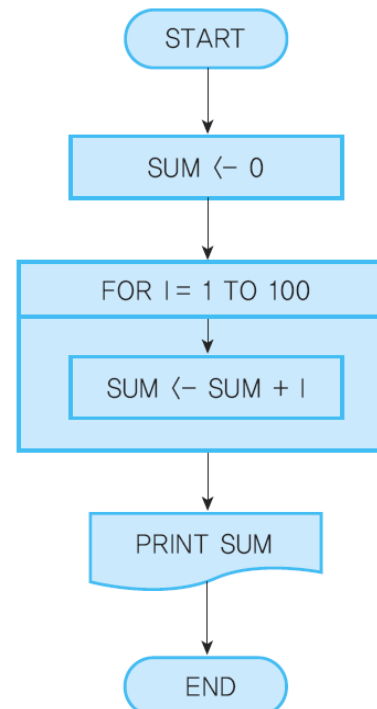 START
SUM <- 0
FOR I = 1 TO 100
SUM <- SUM + I
PRINT SUM
END